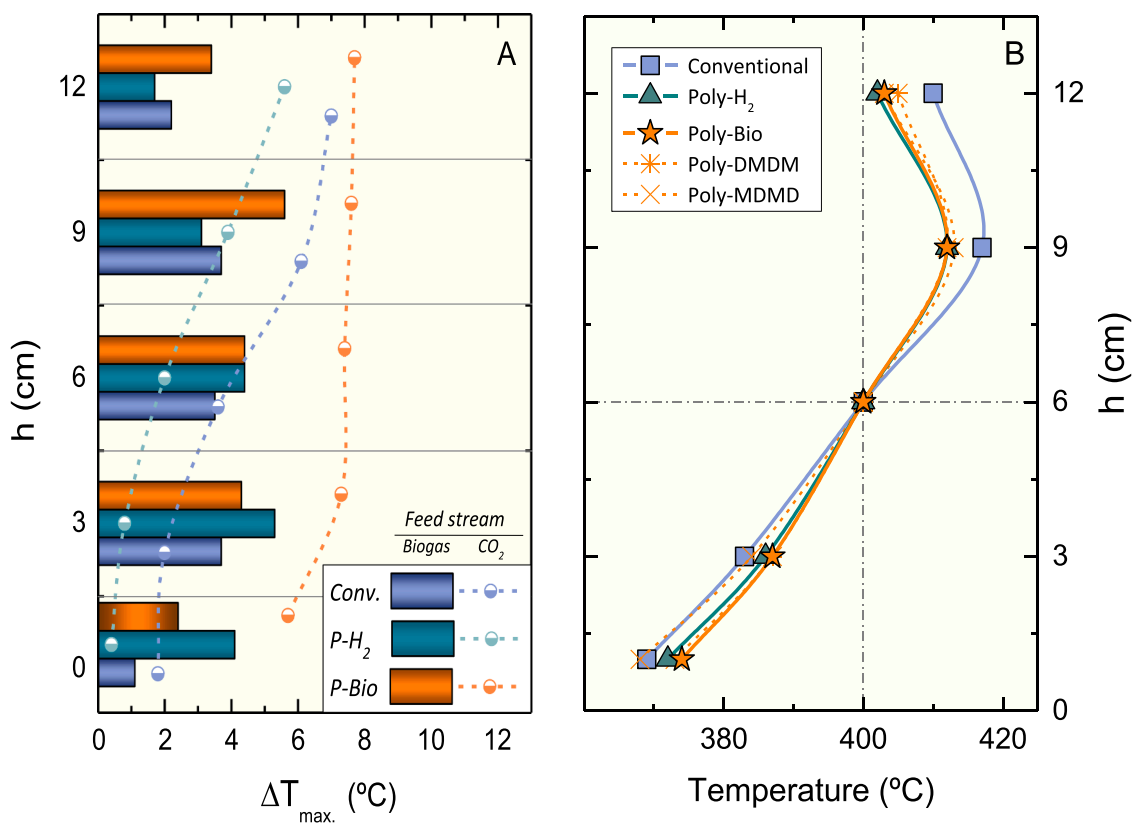 A
12
9
6
3
0
h (cm)
Feed stream
Biogas CO₂
Conv.
P-H₂
P-Bio
0 2 4 6 8 10 12
ΔT max. (ºC)
B
Conventional
Poly-H₂
Poly-Bio
Poly-DMDM
Poly-MDMD
12
9
6
3
0
h (cm)
380 400 420
Temperature (ºC)